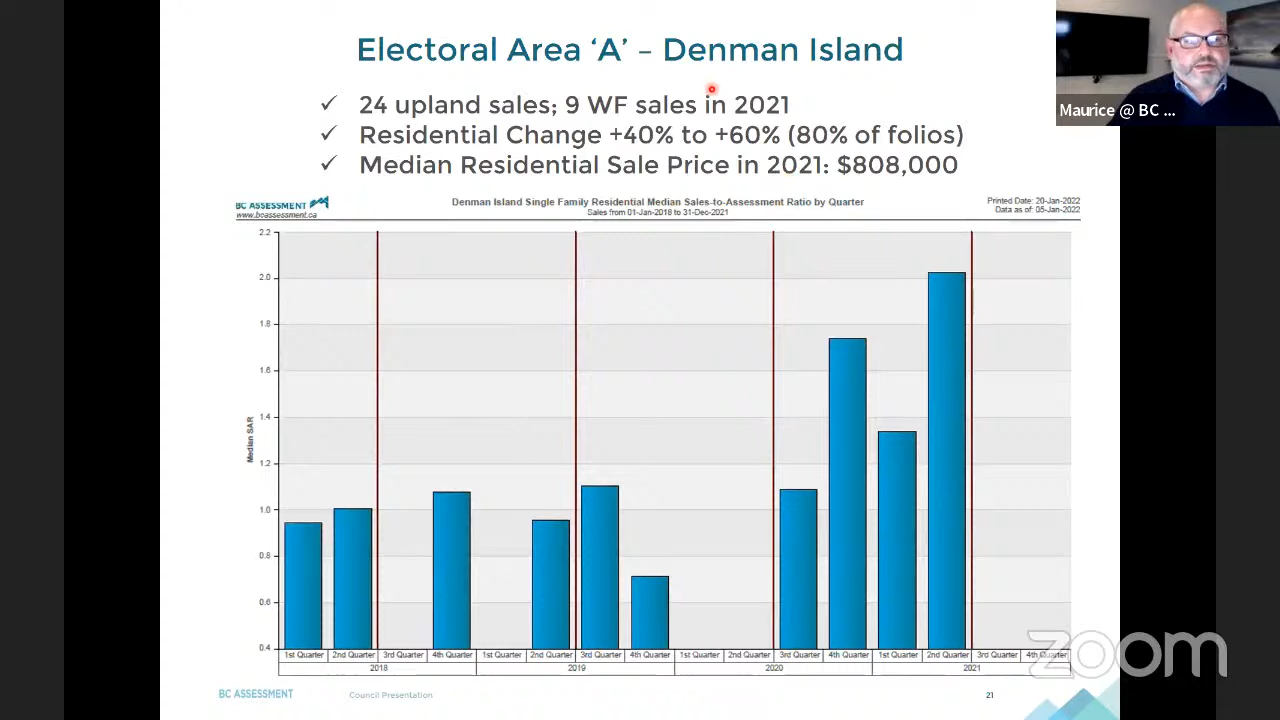 Electoral Area ‘A’ – Denman Island
✓ 24 upland sales; 9 WF sales in 2021
✓ Residential Change +40% to +60% (80% of folios)
✓ Median Residential Sale Price in 2021: $808,000
Maurice @ BC ...
BC ASSESSMENT
www.bcassessment.ca
Denman Island Single Family Residential Median Sales-to-Assessment Ratio by Quarter
Sales from 01-Jan-2018 to 31-Dec-2021
Printed Date: 20-Jan-2022
Data as of: 05-Jan-2022
2.2
2.0
1.8
1.6
1.4
1.2
1.0
0.8
0.6
0.4
Median SAR
1st Quarter 2nd Quarter 3rd Quarter 4th Quarter 1st Quarter 2nd Quarter 3rd Quarter 4th Quarter 1st Quarter 2nd Quarter 3rd Quarter 4th Quarter 1st Quarter 2nd Quarter 3rd Quarter 4th Quarter
2018 2019 2020 2021
zoom
BC ASSESSMENT
Council Presentation
21